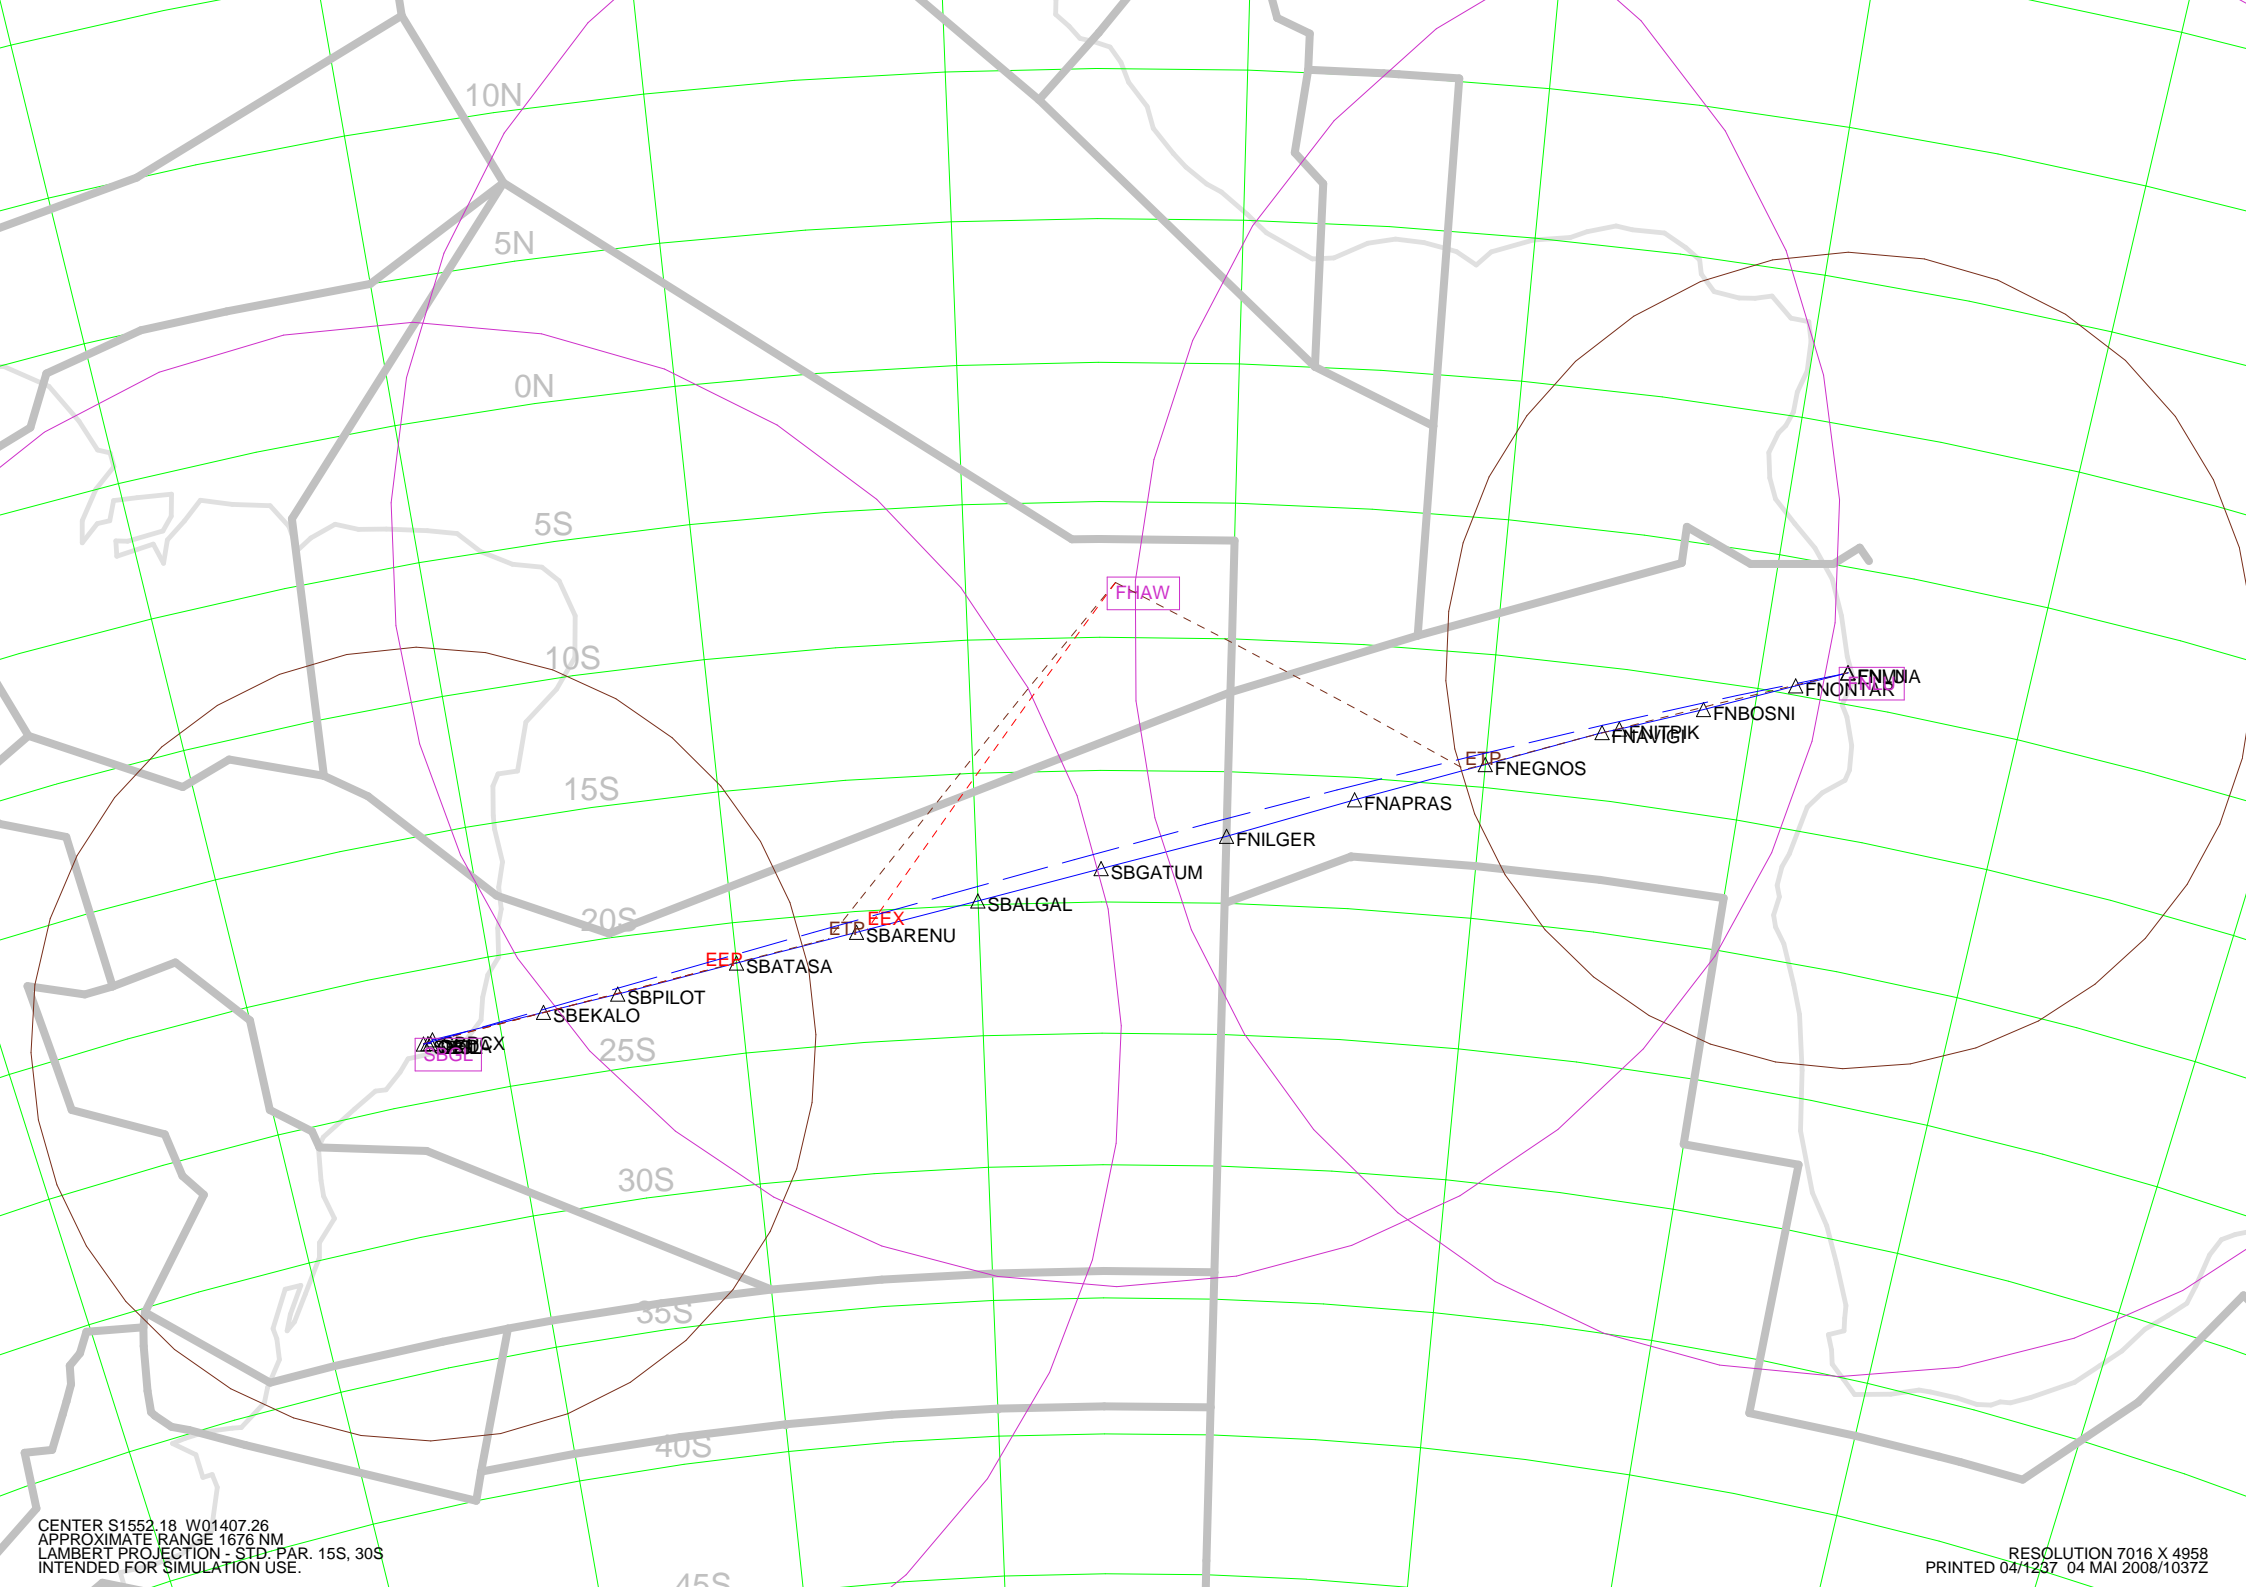 10N
5N
0N
5S
FHAW
10S
FNONTAR
FNBOSNI
FNITPIK
FNAVIGI
ETP
FNEGNOS
15S
FNAPRAS
FNILGER
SBGATUM
SBALGAL
20S
EEX
ETP
SBARENU
EEP
SBATASA
SBPILOT
SBEKALO
SBGL
25S
30S
35S
40S
45S
CENTER S1552.18 W01407.26
APPROXIMATE RANGE 1676 NM
LAMBERT PROJECTION - STD. PAR. 15S, 30S
INTENDED FOR SIMULATION USE.
RESOLUTION 7016 X 4958
PRINTED 04/1237 04 MAI 2008/1037Z